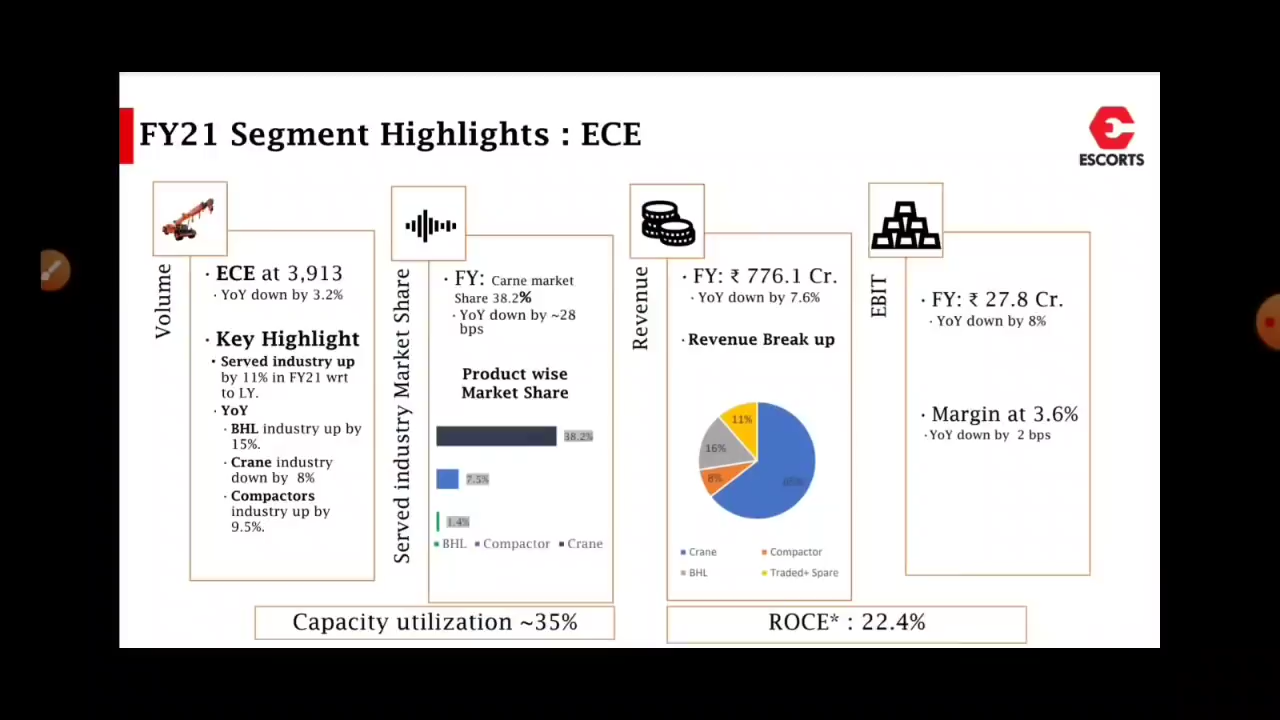 FY21 Segment Highlights : ECE
ESCORTS
Volume
· ECE at 3,913
· YoY down by 3.2%
· Key Highlight
• Served industry up
by 11% in FY21 wrt
to LY.
· YoY
· BHL industry up by
15%.
· Crane industry
down by 8%
· Compactors
industry up by
9.5%.
Served industry Market Share
· FY: Carne market
Share 38.2%
· YoY down by ~28
bps
Product wise
Market Share
38.2%
7.5%
1.4%
▪ BHL ▪ Compactor ▪ Crane
Revenue
· FY: ₹ 776.1 Cr.
· YoY down by 7.6%
· Revenue Break up
11%
16%
8%
▪ Crane ▪ Compactor
▪ BHL ▪ Traded+ Spare
EBIT
· FY: ₹ 27.8 Cr.
· YoY down by 8%
· Margin at 3.6%
· YoY down by 2 bps
Capacity utilization ~35%
ROCE* : 22.4%